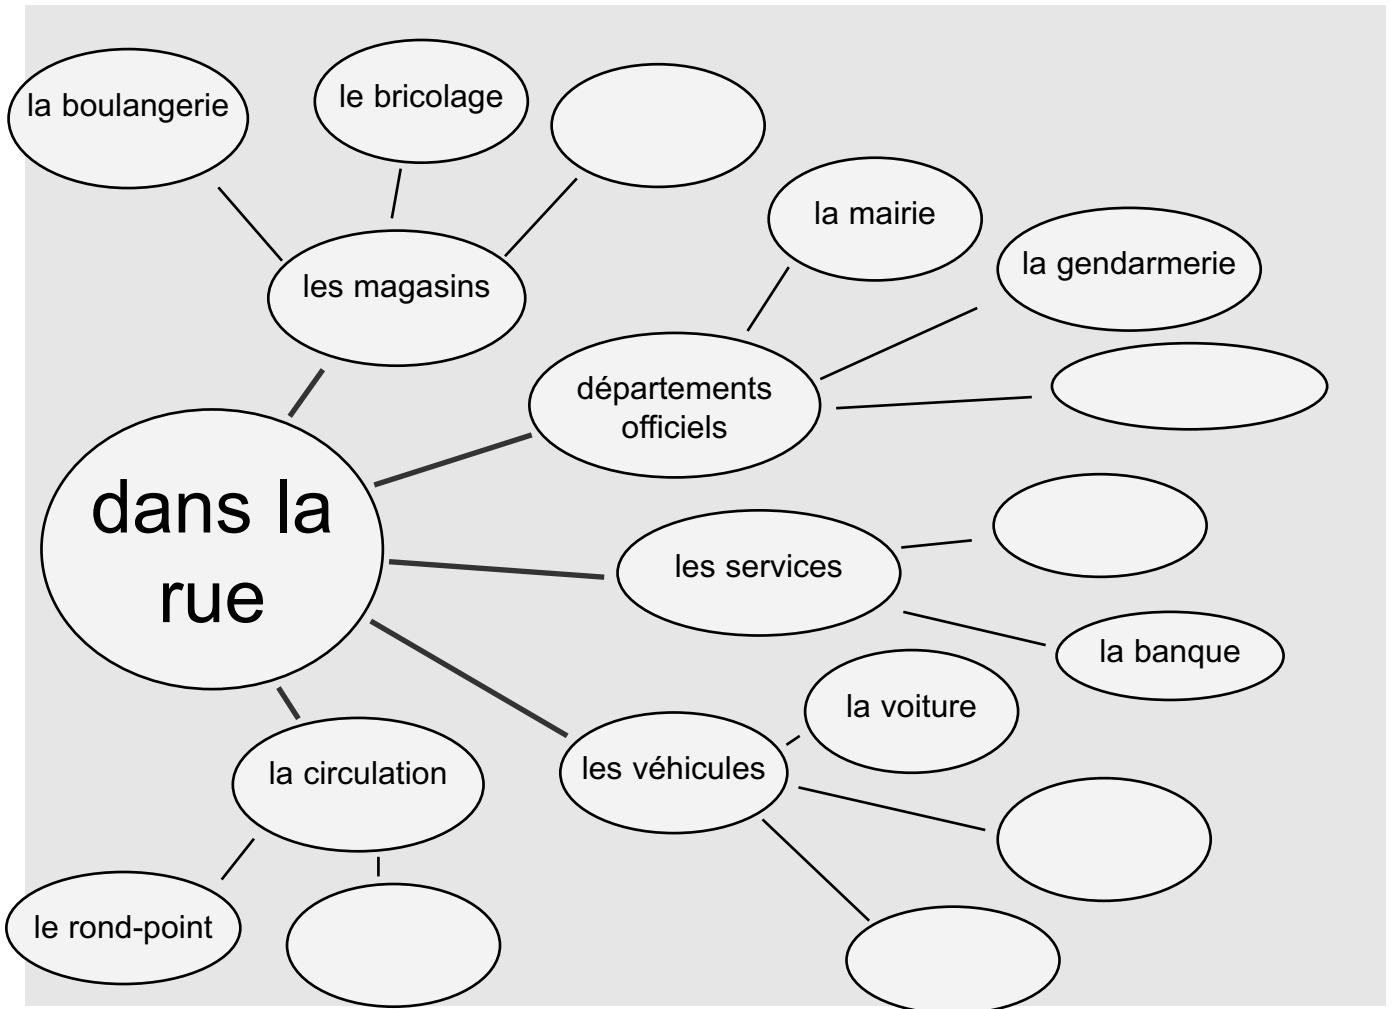 la boulangerie
le bricolage
la mairie
la gendarmerie
les magasins
départements
officiels
dans la
rue
les services
la banque
la voiture
les véhicules
la circulation
le rond-point